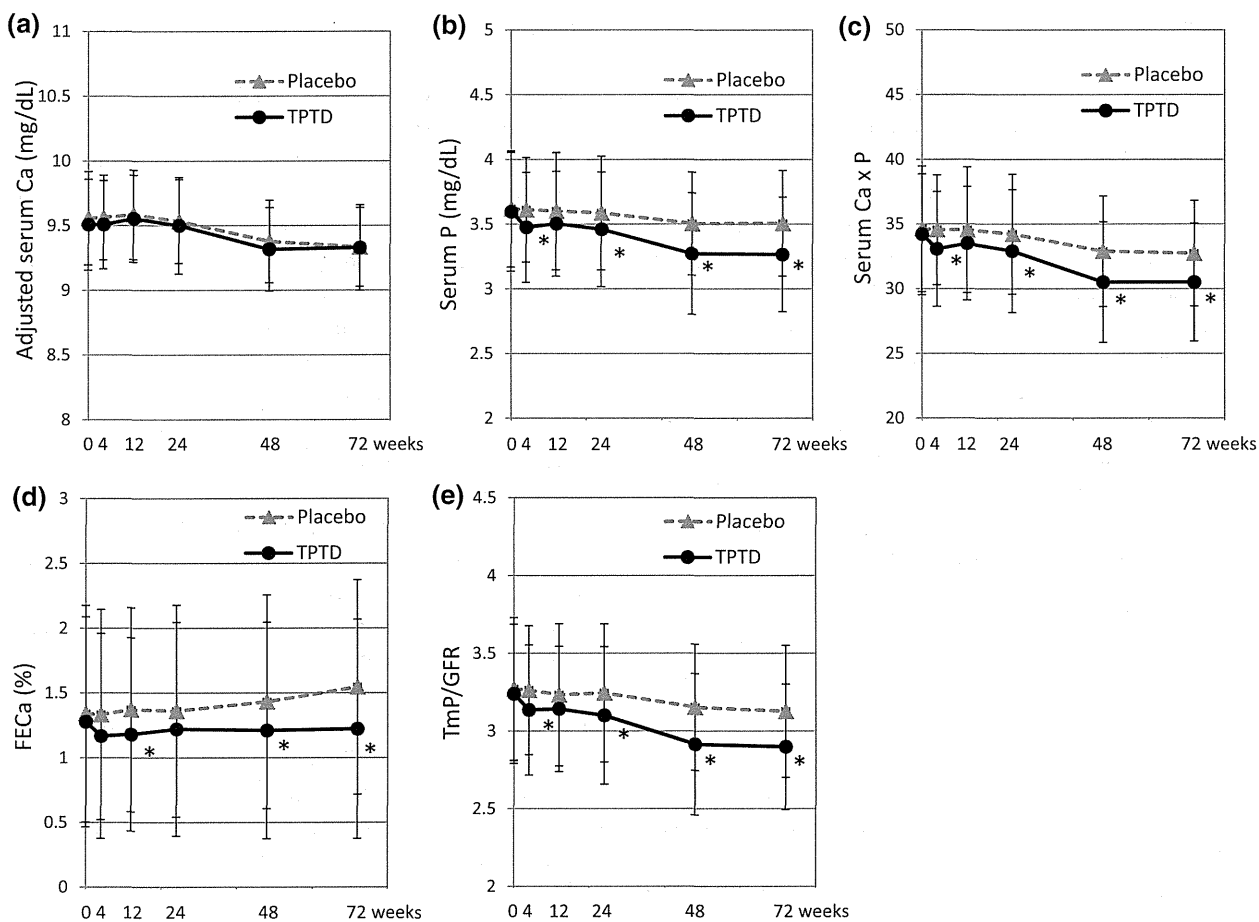 (a)
Adjusted serum Ca (mg/dL)
11
10.5
10
9.5
9
8.5
8
Placebo
TPTD
0 4 12 24 48 72 weeks
(b)
Serum P (mg/dL)
5
4.5
4
3.5
3
2.5
2
Placebo
TPTD
* * * *
0 4 12 24 48 72 weeks
(c)
Serum Ca x P
50
45
40
35
30
25
20
Placebo
TPTD
* * * *
0 4 12 24 48 72 weeks
(d)
FECa (%)
3
2.5
2
1.5
1
0.5
0
Placebo
TPTD
* * *
0 4 12 24 48 72 weeks
(e)
TmP/GFR
4.5
4
3.5
3
2.5
2
Placebo
TPTD
* * * *
0 4 12 24 48 72 weeks